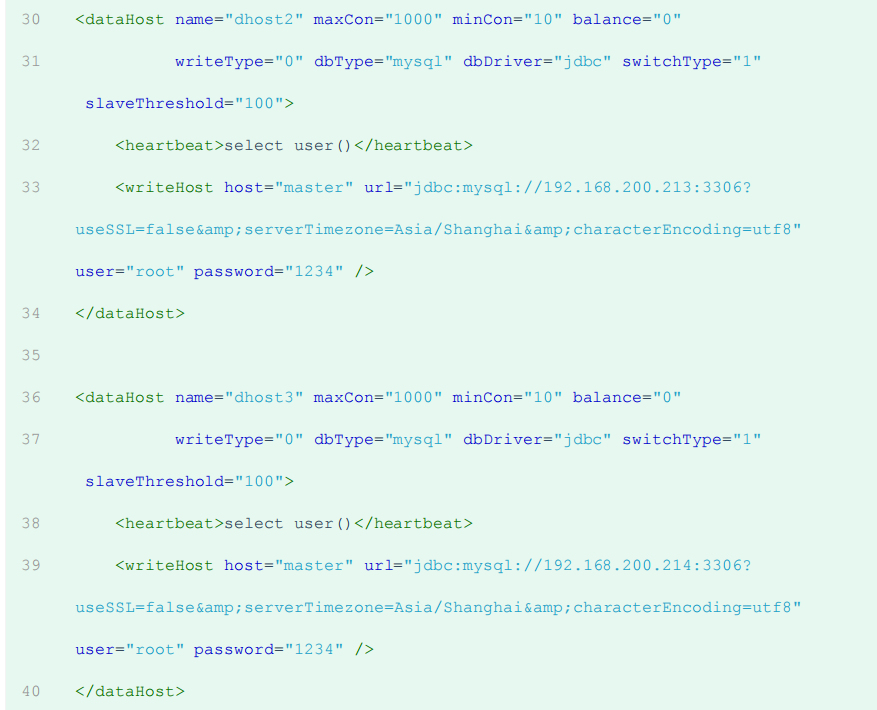 30 <dataHost name="dhost2" maxCon="1000" minCon="10" balance="0"
31 writeType="0" dbType="mysql" dbDriver="jdbc" switchType="1"
slaveThreshold="100">
32 <heartbeat>select user()</heartbeat>
33 <writeHost host="master" url="jdbc:mysql://192.168.200.213:3306?
useSSL=false&amp;serverTimezone=Asia/Shanghai&amp;characterEncoding=utf8"
user="root" password="1234" />
34 </dataHost>
35
36 <dataHost name="dhost3" maxCon="1000" minCon="10" balance="0"
37 writeType="0" dbType="mysql" dbDriver="jdbc" switchType="1"
slaveThreshold="100">
38 <heartbeat>select user()</heartbeat>
39 <writeHost host="master" url="jdbc:mysql://192.168.200.214:3306?
useSSL=false&amp;serverTimezone=Asia/Shanghai&amp;characterEncoding=utf8"
user="root" password="1234" />
40 </dataHost>